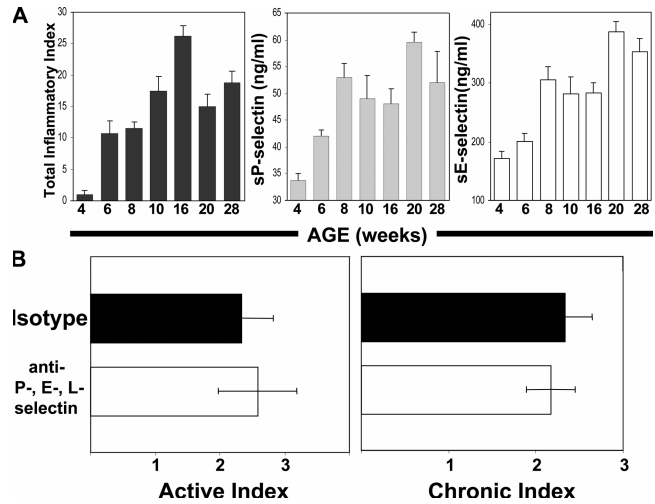 A
Total Inflammatory Index
30
25
20
15
10
5
0
4 6 8 10 16 20 28
sP-selectin (ng/ml)
65
60
55
50
45
40
35
30
4 6 8 10 16 20 28
sE-selectin(ng/ml)
400
300
200
100
4 6 8 10 16 20 28
AGE (weeks)
B
Isotype
anti-
P-, E-, L-
selectin
1 2 3
Active Index
1 2 3
Chronic Index